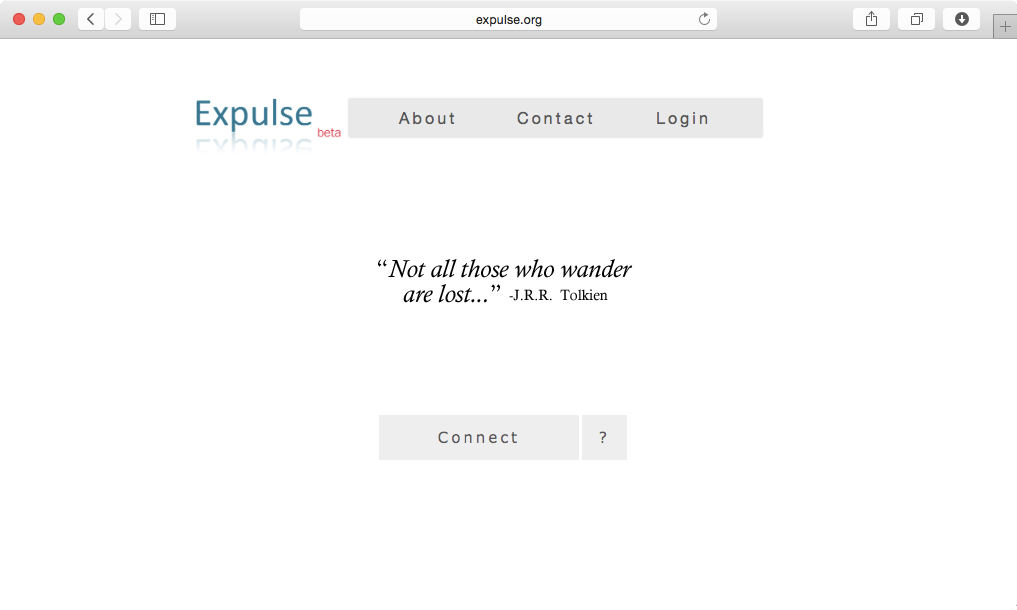 expulse.org
Expulse beta
About Contact Login
“Not all those who wander
are lost...” -J.R.R. Tolkien
Connect ?